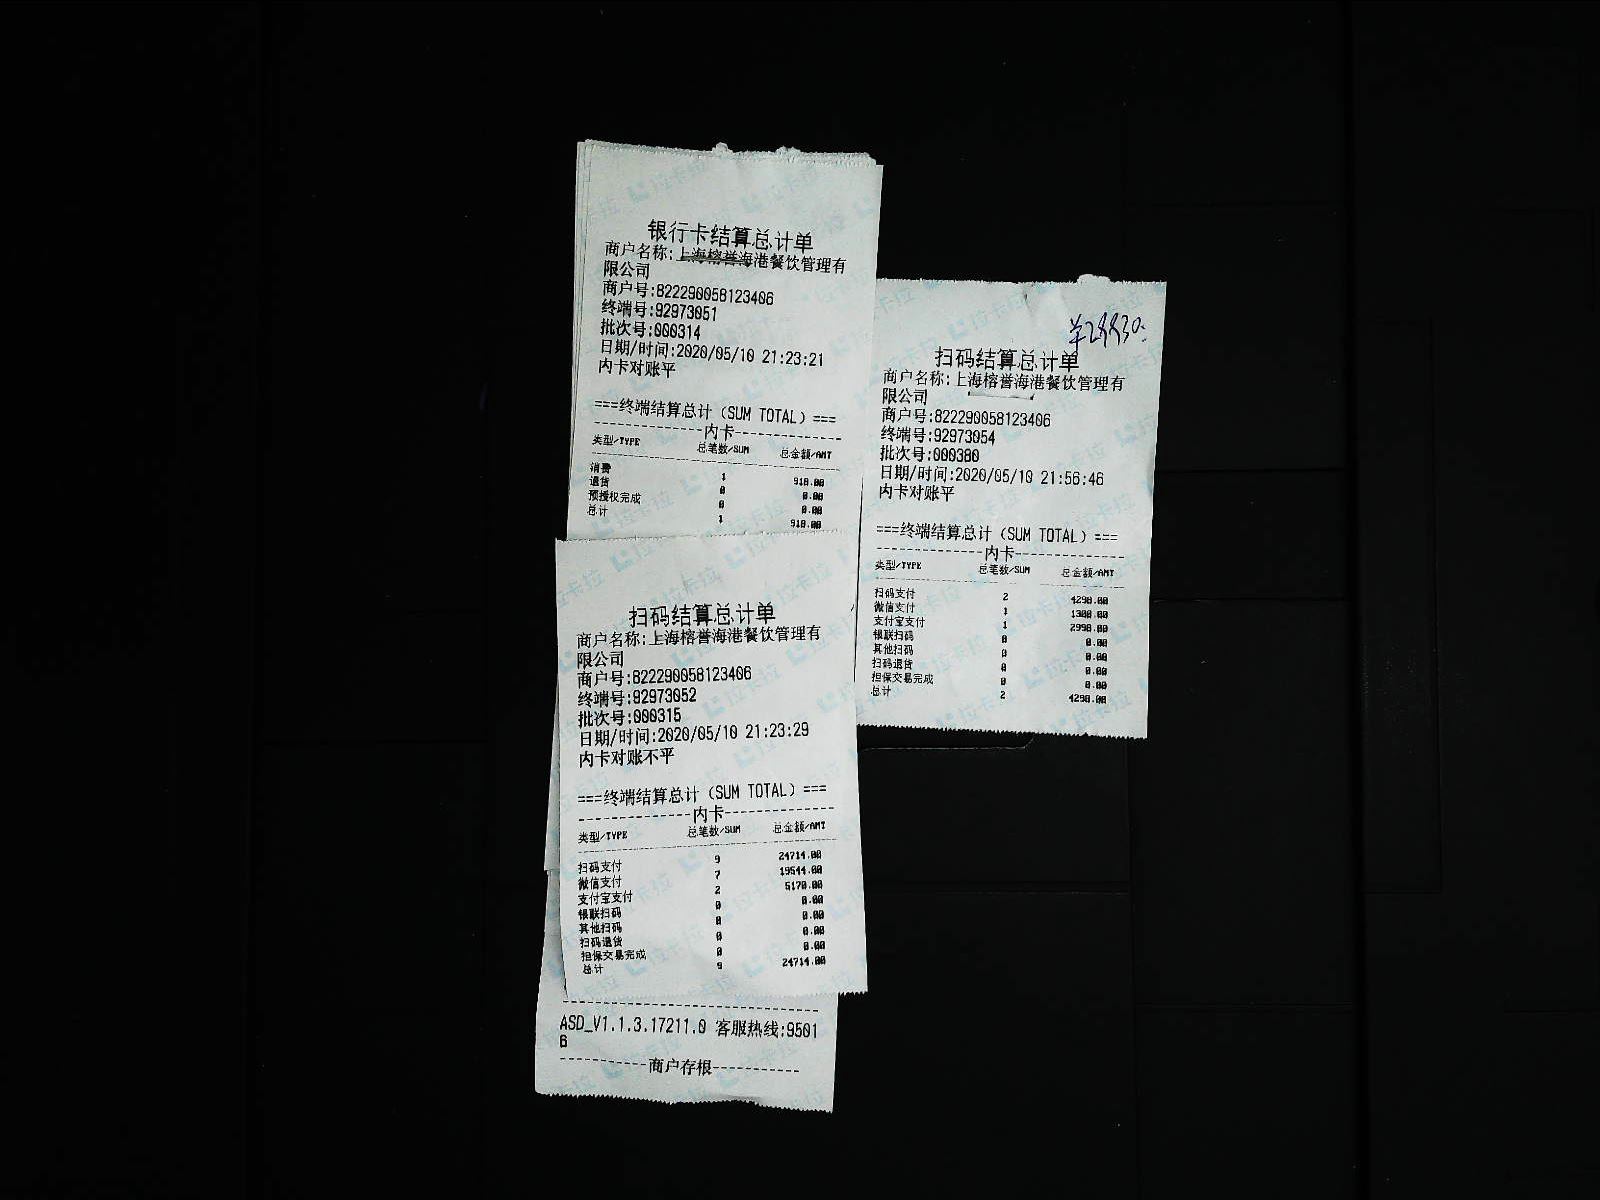 银行卡结算总计单
商户名称:上海榕誉海港餐饮管理有
限公司
商户号:822290058123406
终端号:92973051
批次号:000314
日期/时间:2020/05/10 21:23:21
内卡对账平
===终端结算总计(SUM TOTAL)===
内卡
类型/TYPE 总笔数/SUM 总金额/AMT
消费 1 918.00
退货 0 0.00
预授权完成 0 0.00
总计 1 918.00
扫码结算总计单
商户名称:上海榕誉海港餐饮管理有
限公司
商户号:822290058123406
终端号:92973052
批次号:000315
日期/时间:2020/05/10 21:23:29
内卡对账不平
===终端结算总计(SUM TOTAL)===
内卡
类型/TYPE 总笔数/SUM 总金额/AMT
扫码支付 9 24714.00
微信支付 7 19544.00
支付宝支付 2 5170.00
银联扫码 0 0.00
其他扫码 0 0.00
扫码退货 0 0.00
担保交易完成 0 0.00
总计 9 24714.00
ASD_V1.1.3.17211.0 客服热线:9501
6
商户存根
扫码结算总计单
商户名称:上海榕誉海港餐饮管理有
限公司
商户号:822290058123406
终端号:92973054
批次号:000380
日期/时间:2020/05/10 21:56:46
内卡对账平
===终端结算总计(SUM TOTAL)===
内卡
类型/TYPE 总笔数/SUM 总金额/AMT
扫码支付 2 4298.00
微信支付 1 1300.00
支付宝支付 1 2998.00
银联扫码 0 0.00
其他扫码 0 0.00
扫码退货 0 0.00
担保交易完成 0 0.00
总计 2 4298.00